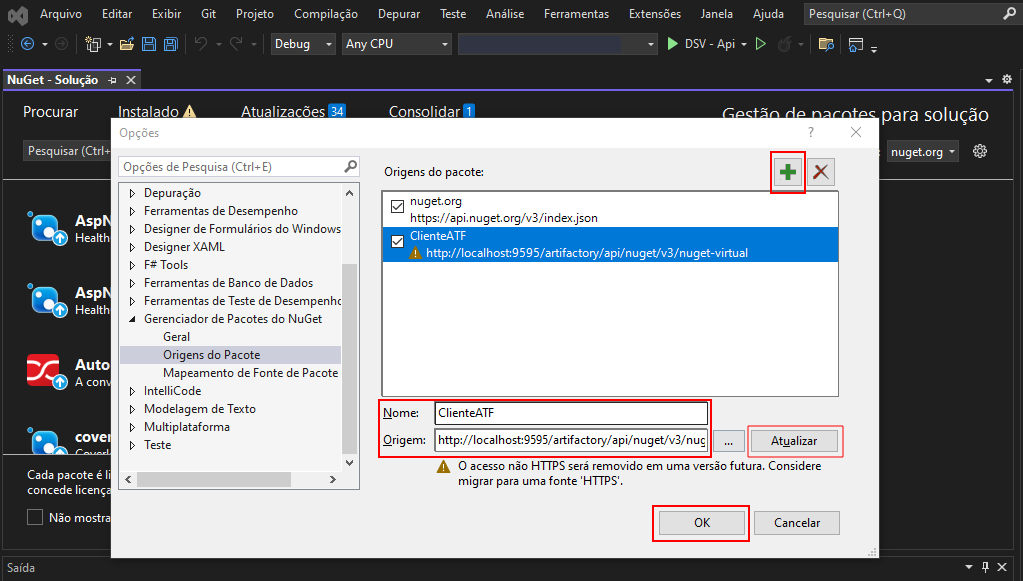 Arquivo Editar Exibir Git Projeto Compilação Depurar Teste Análise Ferramentas Extensões Janela Ajuda Pesquisar (Ctrl+Q)
Debug Any CPU DSV - Api
NuGet - Solução
Procurar Instalado Atualizações 34 Consolidar 1
Gestão de pacotes para solução
Pesquisar (Ctrl+
nuget.org
AspN
Health
AspN
Health
Auto
A conv
cover
Coverlet
Cada pacote é li
concede licença
Não mostra
Opções
?
Opções de Pesquisa (Ctrl+E)
Depuração
Ferramentas de Desempenho
Designer de Formulários do Windows
Designer XAML
F# Tools
Ferramentas de Banco de Dados
Ferramentas de Teste de Desempenho
Gerenciador de Pacotes do NuGet
Geral
Origens do Pacote
Mapeamento de Fonte de Pacote
IntelliCode
Modelagem de Texto
Multiplataforma
Teste
Origens do pacote:
nuget.org
https://api.nuget.org/v3/index.json
ClienteATF
http://localhost:9595/artifactory/api/nuget/v3/nuget-virtual
Nome: ClienteATF
Origem: http://localhost:9595/artifactory/api/nuget/v3/nug ... Atualizar
O acesso não HTTPS será removido em uma versão futura. Considere
migrar para uma fonte 'HTTPS'.
OK Cancelar
Saída